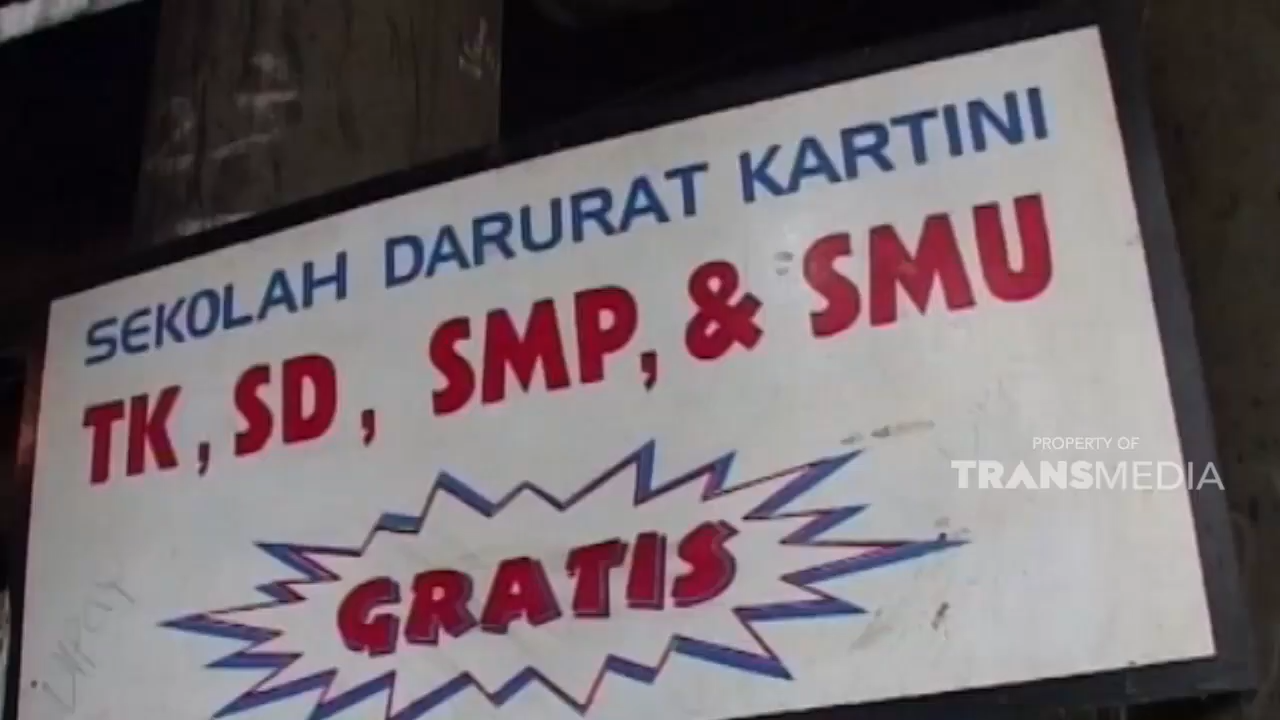 SEKOLAH DARURAT KARTINI
TK, SD, SMP, & SMU
GRATIS
PROPERTY OF
TRANSMEDIA